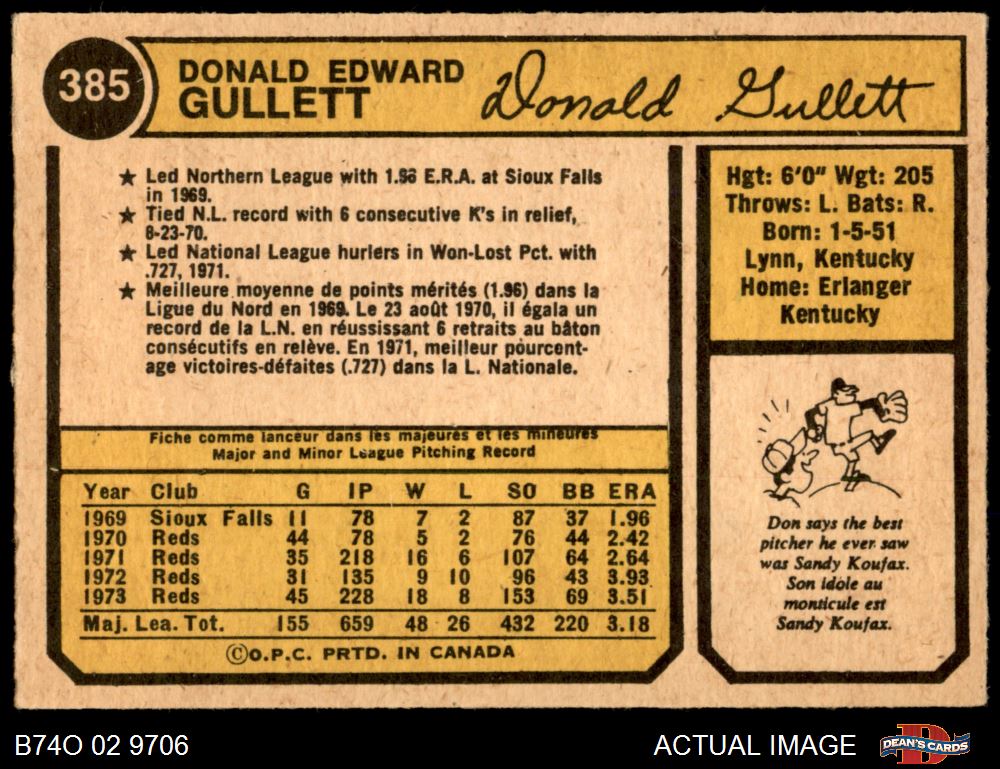 385
DONALD EDWARD
GULLETT
Donald Gullett
★ Led Northern League with 1.96 E.R.A. at Sioux Falls
in 1969.
★ Tied N.L. record with 6 consecutive K's in relief,
8-23-70.
★ Led National League hurlers in Won-Lost Pct. with
.727, 1971.
★ Meilleure moyenne de points mérités (1.96) dans la
Ligue du Nord en 1969. Le 23 août 1970, il égala un
record de la L.N. en réussissant 6 retraits au bâton
consécutifs en relève. En 1971, meilleur pourcent-
age victoires-défaites (.727) dans la L. Nationale.
Hgt: 6'0" Wgt: 205
Throws: L. Bats: R.
Born: 1-5-51
Lynn, Kentucky
Home: Erlanger
Kentucky
Fiche comme lanceur dans les majeures et les mineures
Major and Minor League Pitching Record
Year Club G IP W L SO BB ERA
1969 Sioux Falls 11 78 7 2 87 37 1.96
1970 Reds 44 78 5 2 76 44 2.42
1971 Reds 35 218 16 6 107 64 2.64
1972 Reds 31 135 9 10 96 43 3.93
1973 Reds 45 228 18 8 153 69 3.51
Maj. Lea. Tot. 155 659 48 26 432 220 3.18
©O.P.C. PRTD. IN CANADA
Don says the best
pitcher he ever saw
was Sandy Koufax.
Son idole au
monticule est
Sandy Koufax.
B74O 02 9706
ACTUAL IMAGE
DEAN'S CARDS